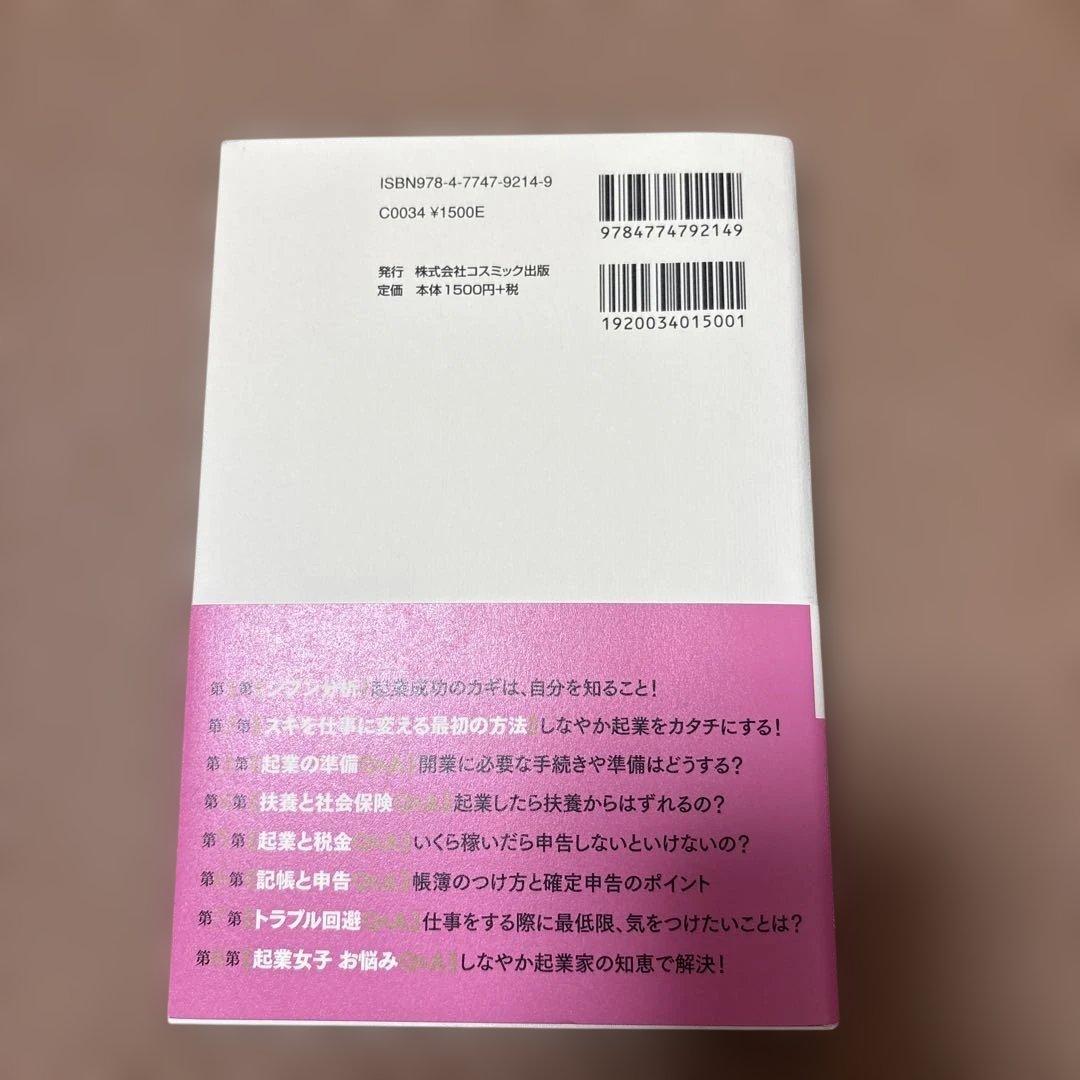 ISBN978-4-7747-9214-9
C0034 ¥1500E
9784774792149
発行 株式会社コスミック出版
定価 本体1500円+税
1920034015001
第 第 ジブン分析 起業成功のカギは、自分を知ること!
第 第 スキを仕事に変える最初の方法 しなやか起業をカタチにする!
第 第 起業の準備 Q&A 開業に必要な手続きや準備はどうする?
第 第 扶養と社会保険 Q&A 起業したら扶養からはずれるの?
第 第 起業と税金 Q&A いくら稼いだら申告しないといけないの?
第 第 記帳と申告 Q&A 帳簿のつけ方と確定申告のポイント
第 第 トラブル回避 Q&A 仕事をする際に最低限、気をつけたいことは?
第 第 起業女子 お悩み Q&A しなやか起業家の知恵で解決!